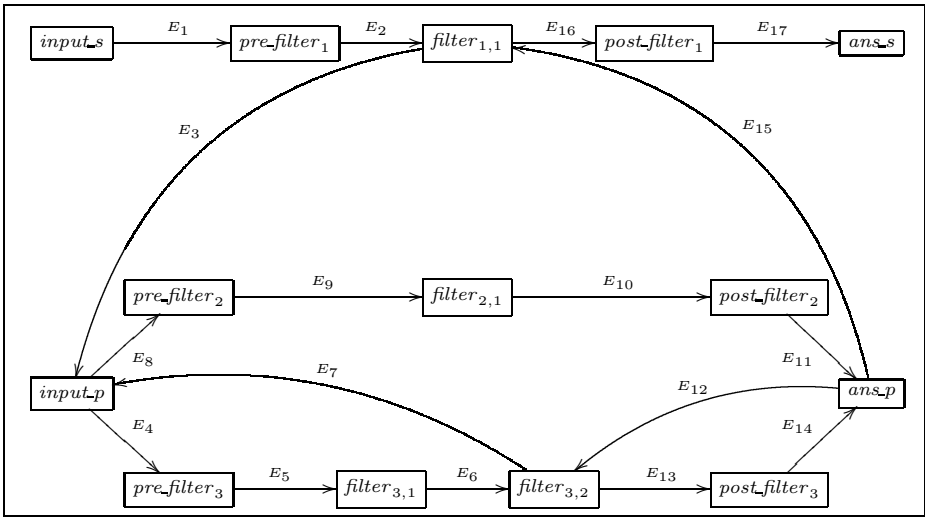 E1 E2 E16 E17
input_s pre_filter1 filter1,1 post_filter1 ans_s
E3 E15
E9 E10
pre_filter2 filter2,1 post_filter2
E8 E7 E11
input_p E12 ans_p
E4 E14
E5 E6 E13
pre_filter3 filter3,1 filter3,2 post_filter3